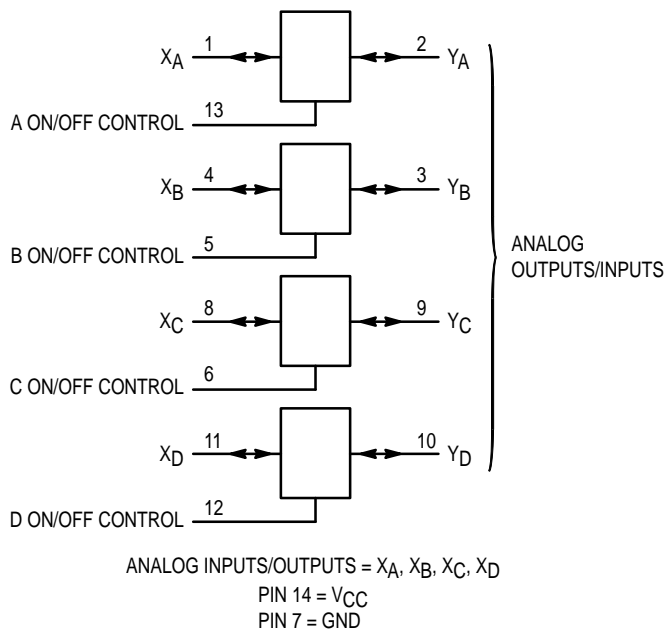 XA 1 2 YA
A ON/OFF CONTROL 13
XB 4 3 YB
B ON/OFF CONTROL 5
ANALOG
OUTPUTS/INPUTS
XC 8 9 YC
C ON/OFF CONTROL 6
XD 11 10 YD
D ON/OFF CONTROL 12
ANALOG INPUTS/OUTPUTS = XA, XB, XC, XD
PIN 14 = VCC
PIN 7 = GND